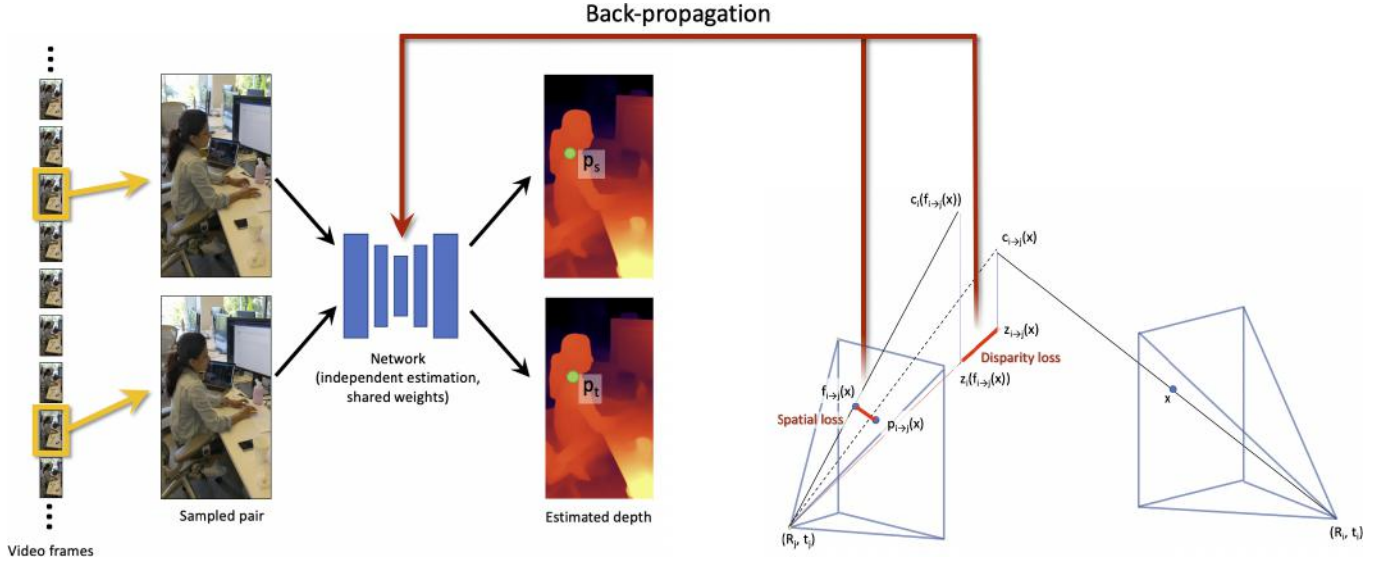 Back-propagation
p_s
p_t
Network
(independent estimation,
shared weights)
Sampled pair
Estimated depth
Video frames
c_i(f_{i→j}(x))
c_{i→j}(x)
z_{i→j}(x)
Disparity loss
z_i(f_{i→j}(x))
f_{i→j}(x)
Spatial loss
p_{i→j}(x)
x
(R_j, t_j)
(R_i, t_i)